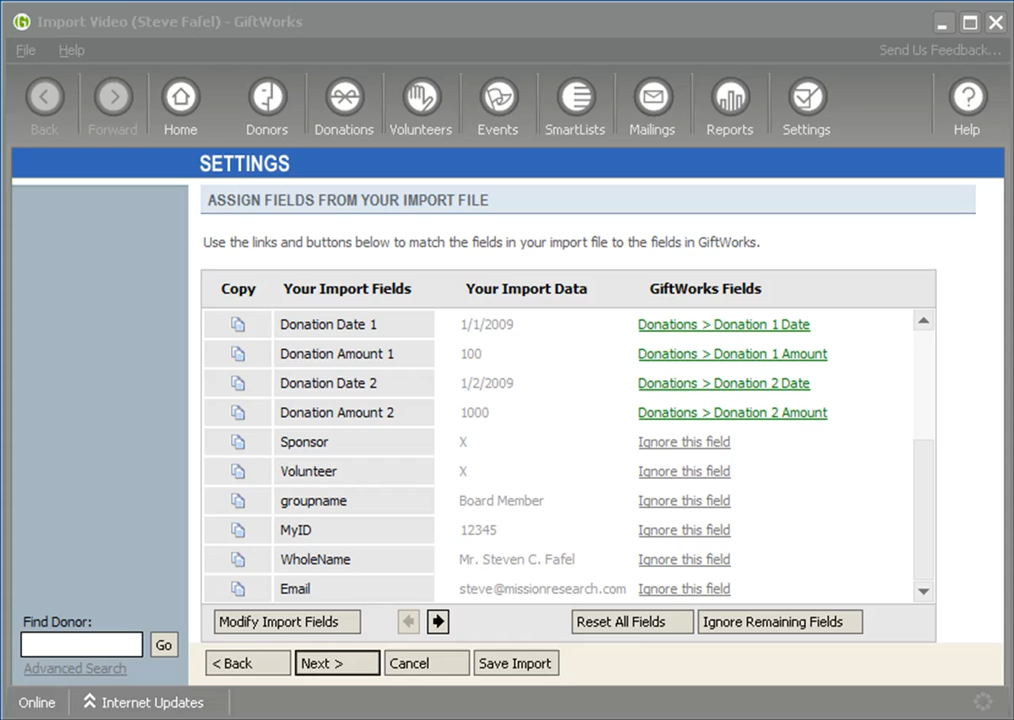 Import Video (Steve Fafel) - GiftWorks
File Help Send Us Feedback...
Back Forward Home Donors Donations Volunteers Events SmartLists Mailings Reports Settings Help
SETTINGS
ASSIGN FIELDS FROM YOUR IMPORT FILE
Use the links and buttons below to match the fields in your import file to the fields in GiftWorks.
Copy Your Import Fields Your Import Data GiftWorks Fields
Donation Date 1 1/1/2009 Donations > Donation 1 Date
Donation Amount 1 100 Donations > Donation 1 Amount
Donation Date 2 1/2/2009 Donations > Donation 2 Date
Donation Amount 2 1000 Donations > Donation 2 Amount
Sponsor X Ignore this field
Volunteer X Ignore this field
groupname Board Member Ignore this field
MyID 12345 Ignore this field
WholeName Mr. Steven C. Fafel Ignore this field
Email steve@missionresearch.com Ignore this field
Modify Import Fields Reset All Fields Ignore Remaining Fields
Find Donor:
Go
Advanced Search
< Back Next > Cancel Save Import
Online Internet Updates